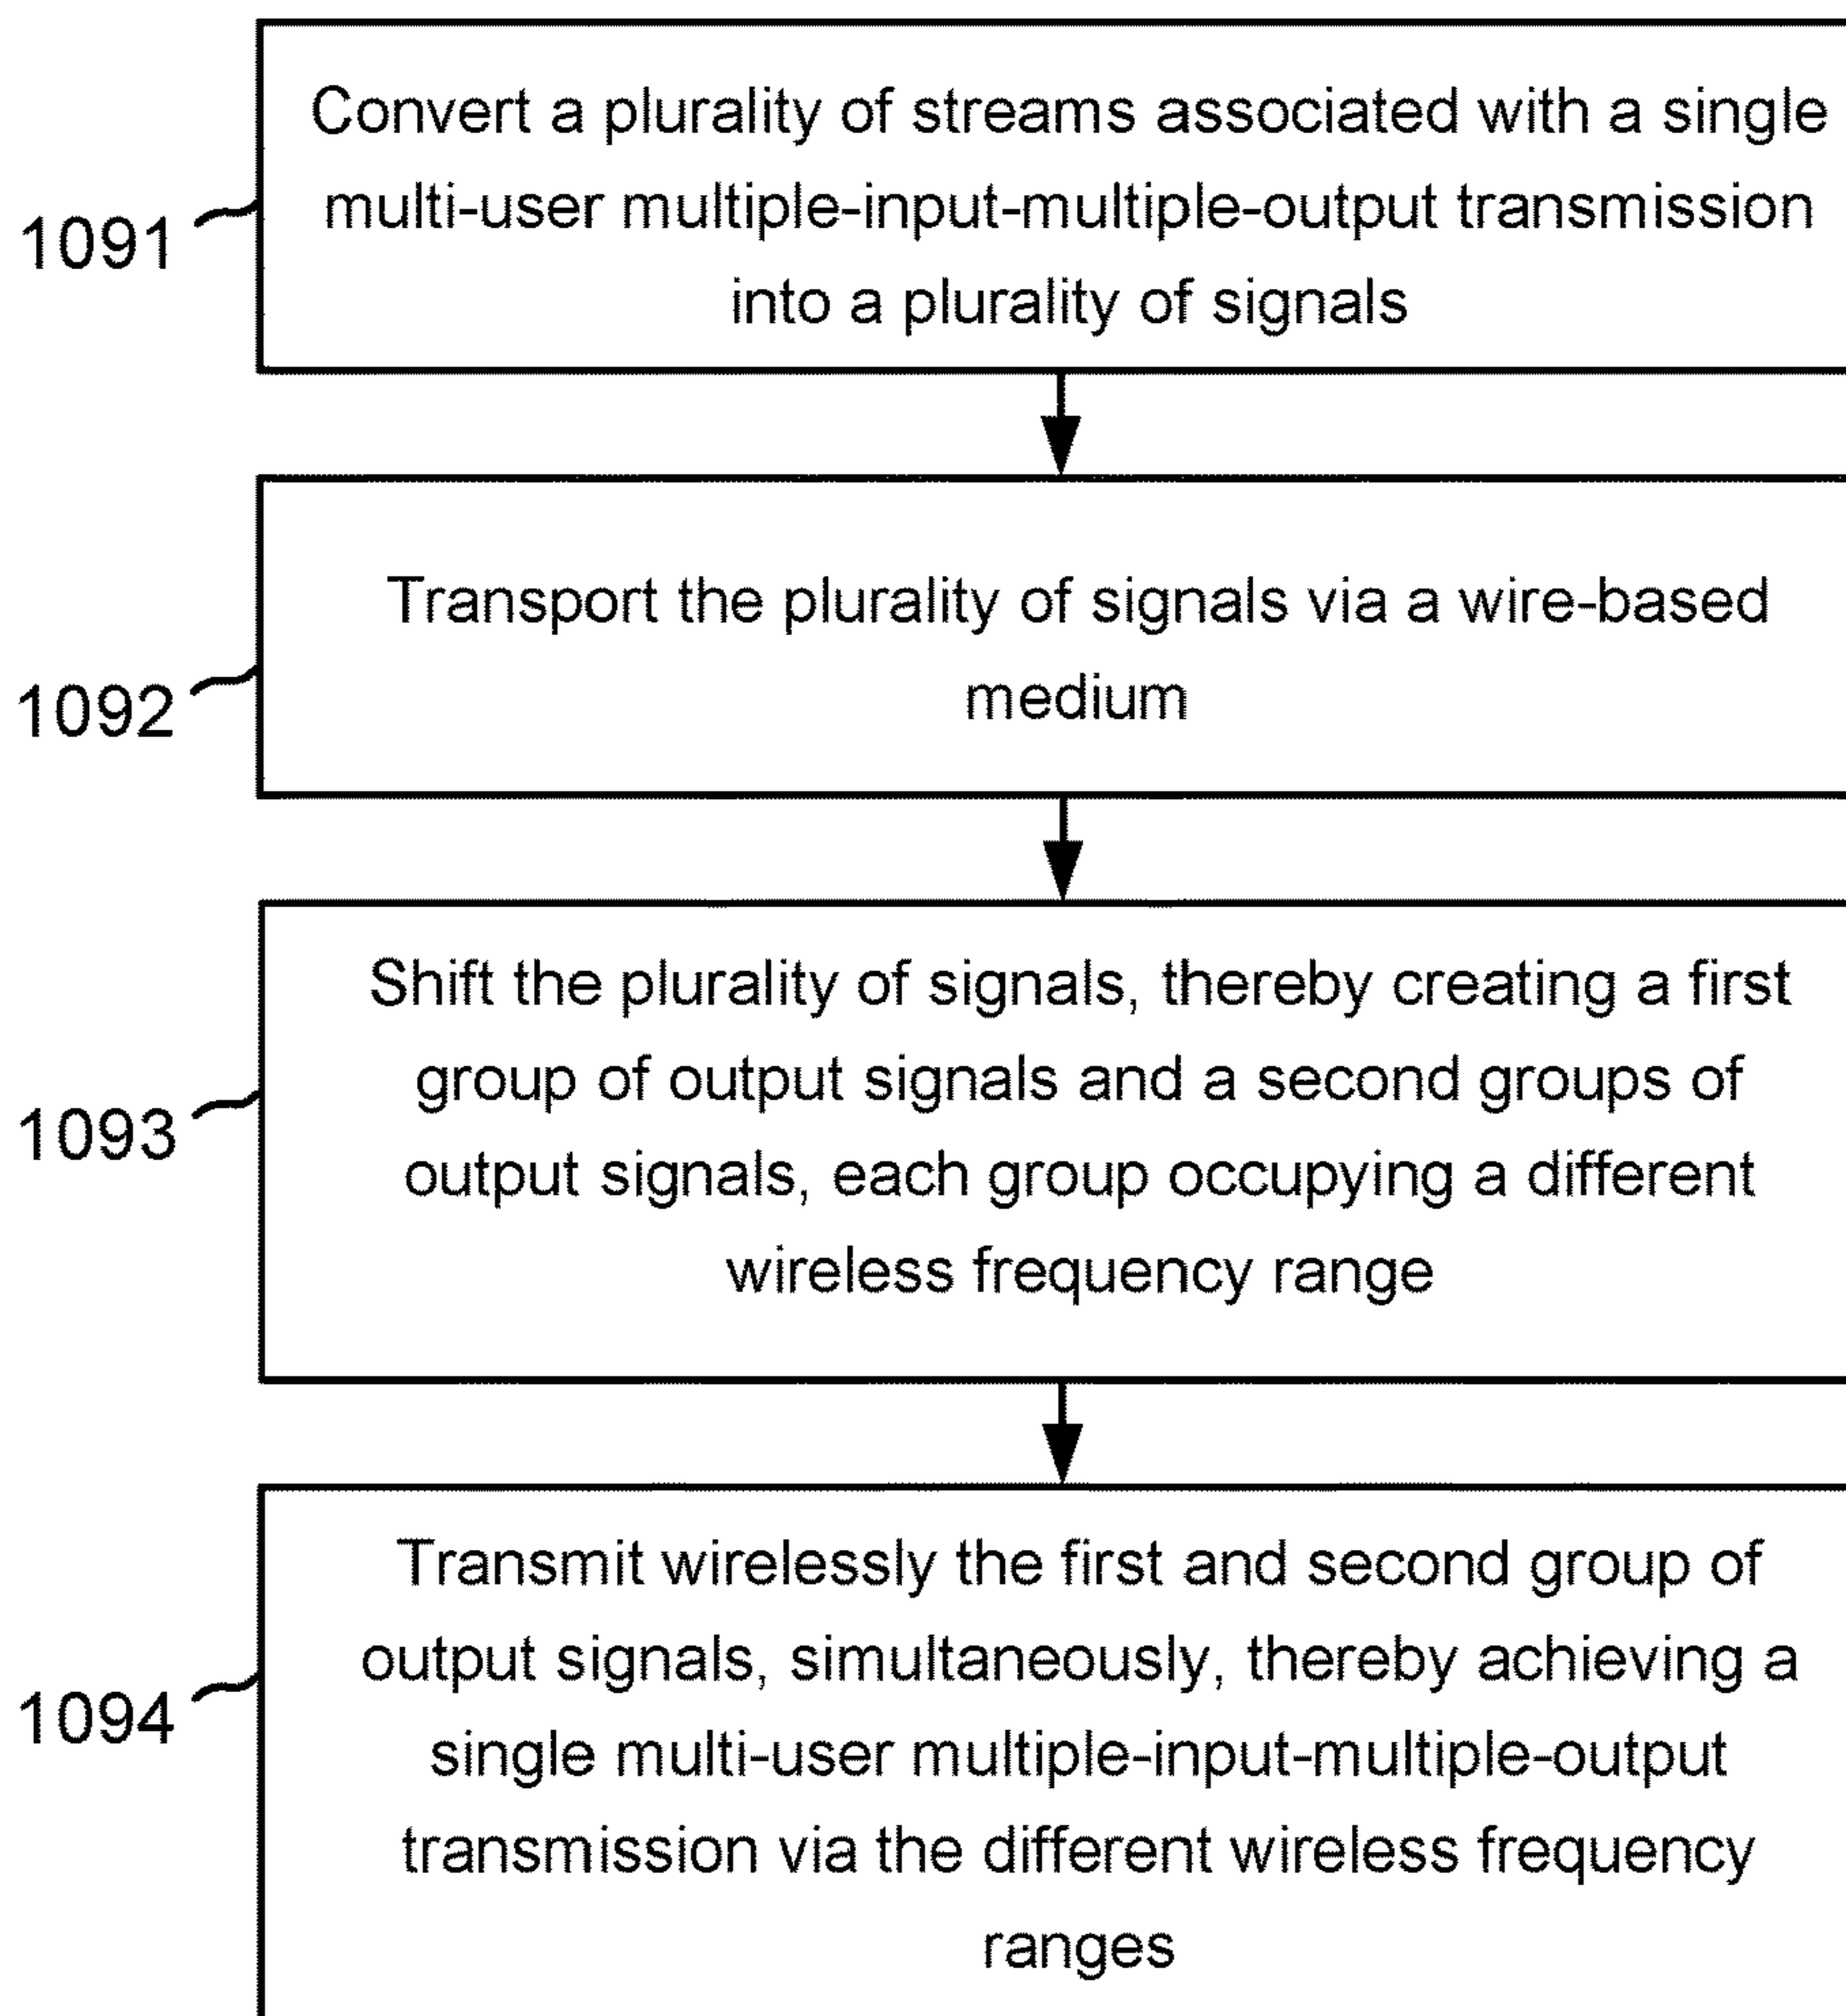 Convert a plurality of streams associated with a single
multi-user multiple-input-multiple-output transmission
into a plurality of signals
1091
Transport the plurality of signals via a wire-based
medium
1092
Shift the plurality of signals, thereby creating a first
group of output signals and a second groups of
output signals, each group occupying a different
wireless frequency range
1093
Transmit wirelessly the first and second group of
output signals, simultaneously, thereby achieving a
single multi-user multiple-input-multiple-output
transmission via the different wireless frequency
ranges
1094